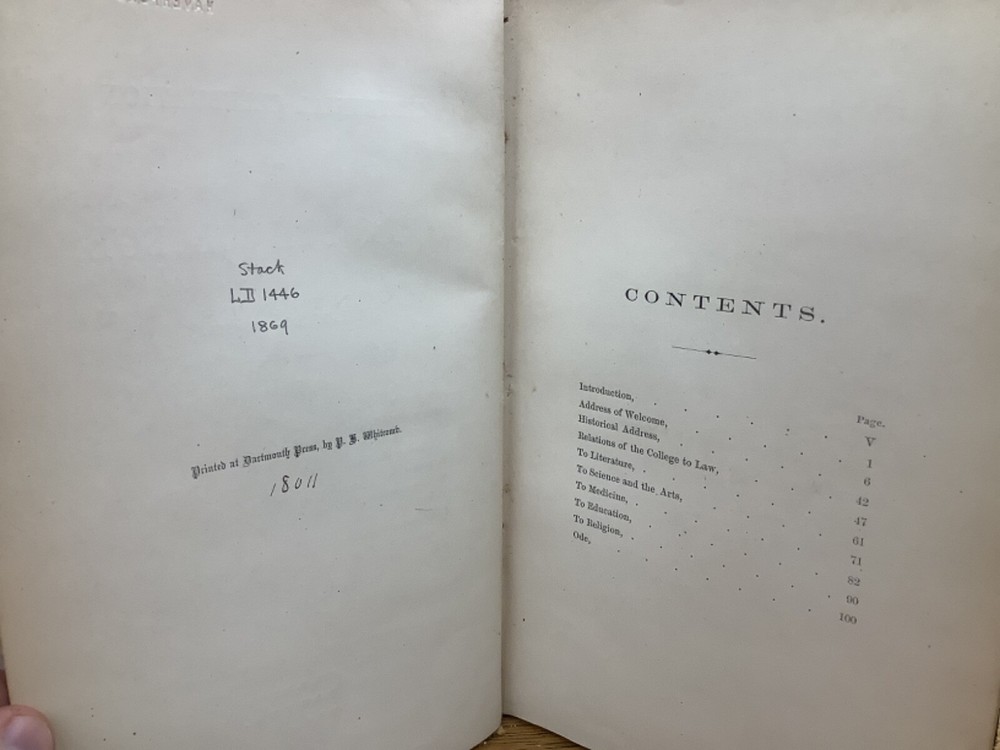 Stack
LD 1446
1869
Printed at Dartmouth Press, by P. H. Whitcomb.
18011
CONTENTS.
Page.
Introduction, . . . . . V
Address of Welcome, . . . . . 1
Historical Address, . . . . . 6
Relations of the College to Law, . . . . . 42
To Literature, . . . . . 47
To Science and the Arts, . . . . . 61
To Medicine, . . . . . 71
To Education, . . . . . 82
To Religion, . . . . . 90
Ode, . . . . . 100